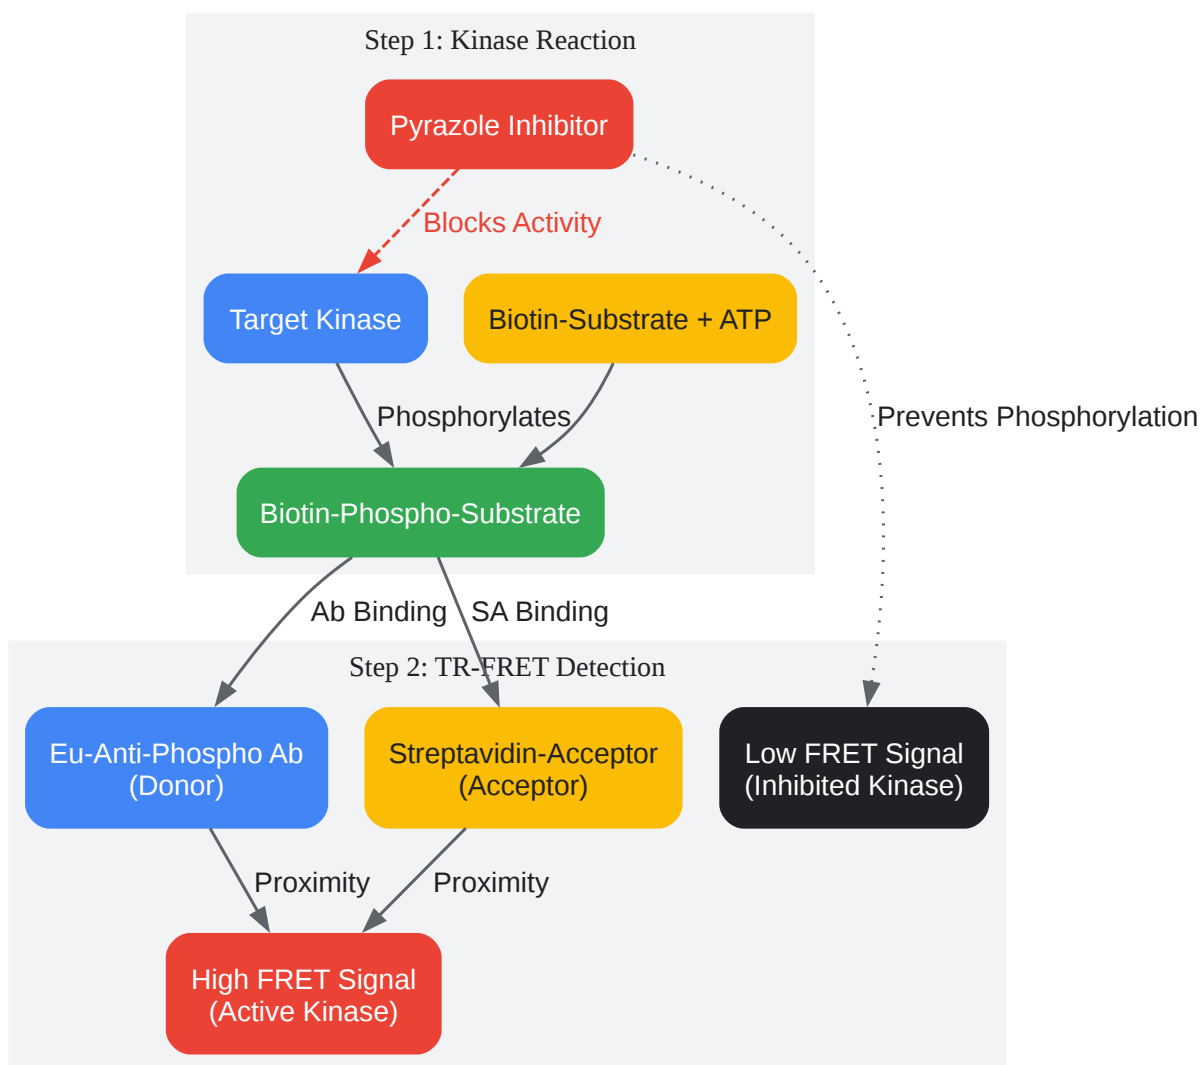 Step 1: Kinase Reaction
Pyrazole Inhibitor
Blocks Activity
Target Kinase
Biotin-Substrate + ATP
Phosphorylates
Prevents Phosphorylation
Biotin-Phospho-Substrate
Ab Binding
SA Binding
Step 2: TR-FRET Detection
Eu-Anti-Phospho Ab
(Donor)
Streptavidin-Acceptor
(Acceptor)
Low FRET Signal
(Inhibited Kinase)
Proximity
Proximity
High FRET Signal
(Active Kinase)